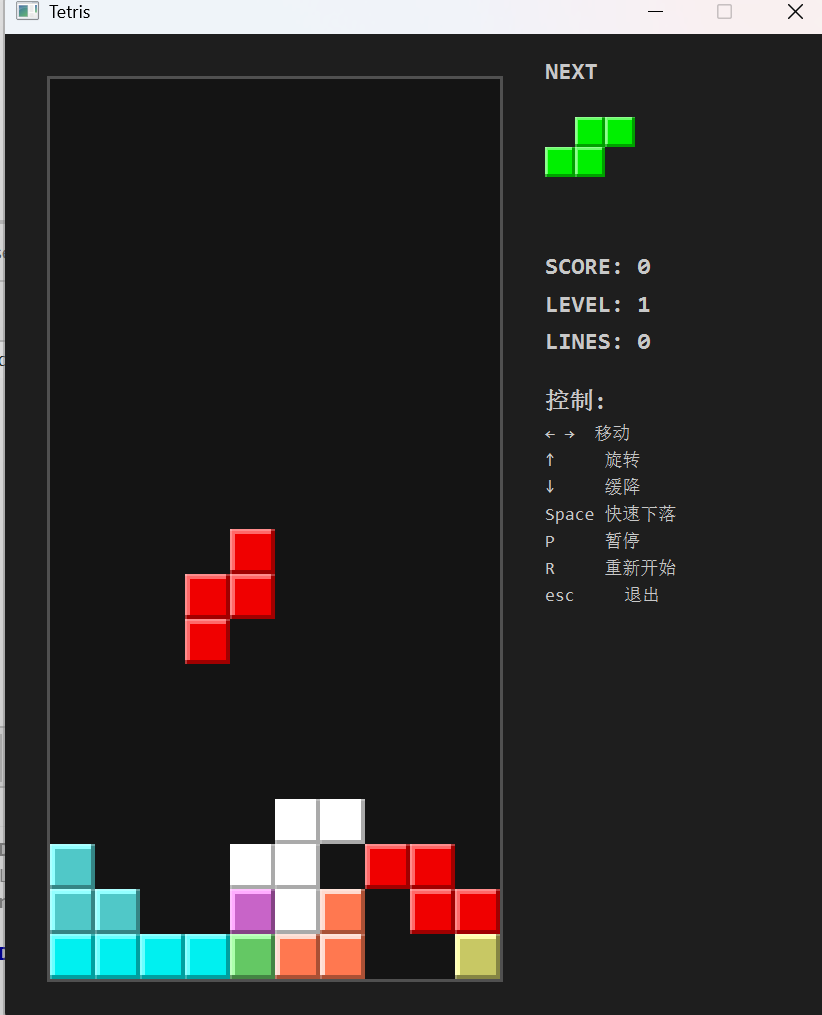 Tetris
NEXT
SCORE: 0
LEVEL: 1
LINES: 0
控制:
← → 移动
↑ 旋转
↓ 缓降
Space 快速下落
P 暂停
R 重新开始
esc 退出